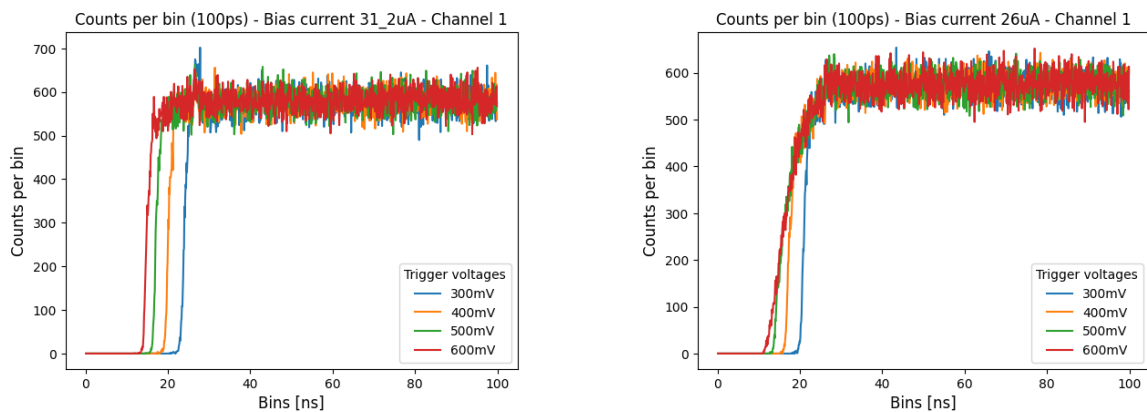 Counts per bin (100ps) - Bias current 31_2uA - Channel 1
700
600
500
400
300
200
100
0
Counts per bin
0 20 40 60 80 100
Bins [ns]
Trigger voltages
300mV
400mV
500mV
600mV
Counts per bin (100ps) - Bias current 26uA - Channel 1
600
500
400
300
200
100
0
Counts per bin
0 20 40 60 80 100
Bins [ns]
Trigger voltages
300mV
400mV
500mV
600mV